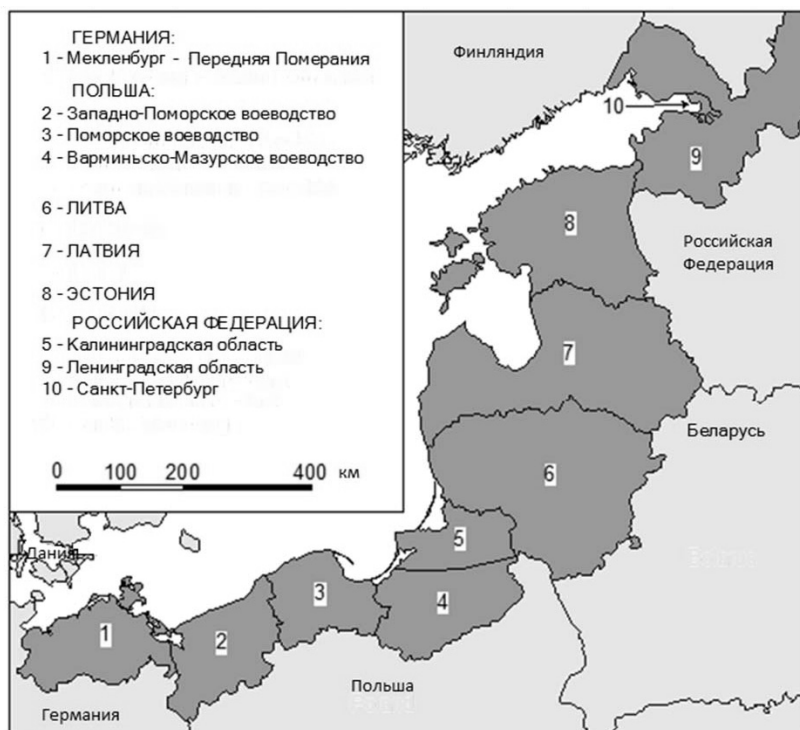 ГЕРМАНИЯ:
1 - Мекленбург - Передняя Померания
ПОЛЬША:
2 - Западно-Поморское воеводство
3 - Поморское воеводство
4 - Варминьско-Мазурское воеводство
6 - ЛИТВА
7 - ЛАТВИЯ
8 - ЭСТОНИЯ
РОССИЙСКАЯ ФЕДЕРАЦИЯ:
5 - Калининградская область
9 - Ленинградская область
10 - Санкт-Петербург
0 100 200 400 км
Финляндия
10
9
8
Российская
Федерация
7
Беларусь
6
5
Дания
3
4
1
2
Польша
Германия